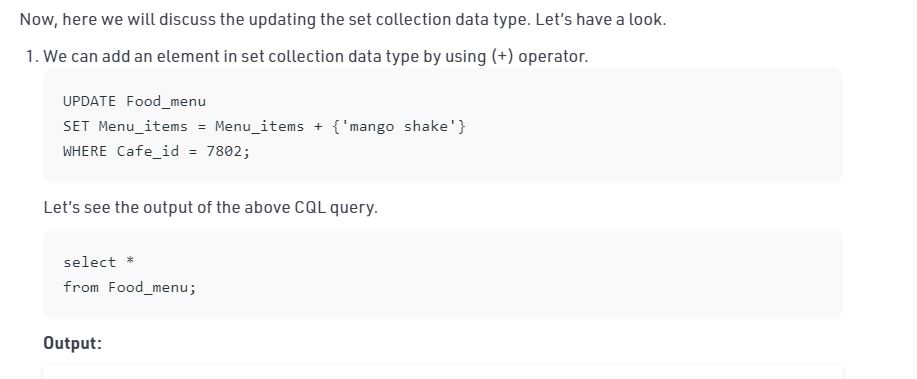 Now, here we will discuss the updating the set collection data type. Let’s have a look.
1. We can add an element in set collection data type by using (+) operator.
UPDATE Food_menu
SET Menu_items = Menu_items + {'mango shake'}
WHERE Cafe_id = 7802;
Let’s see the output of the above CQL query.
select *
from Food_menu;
Output: